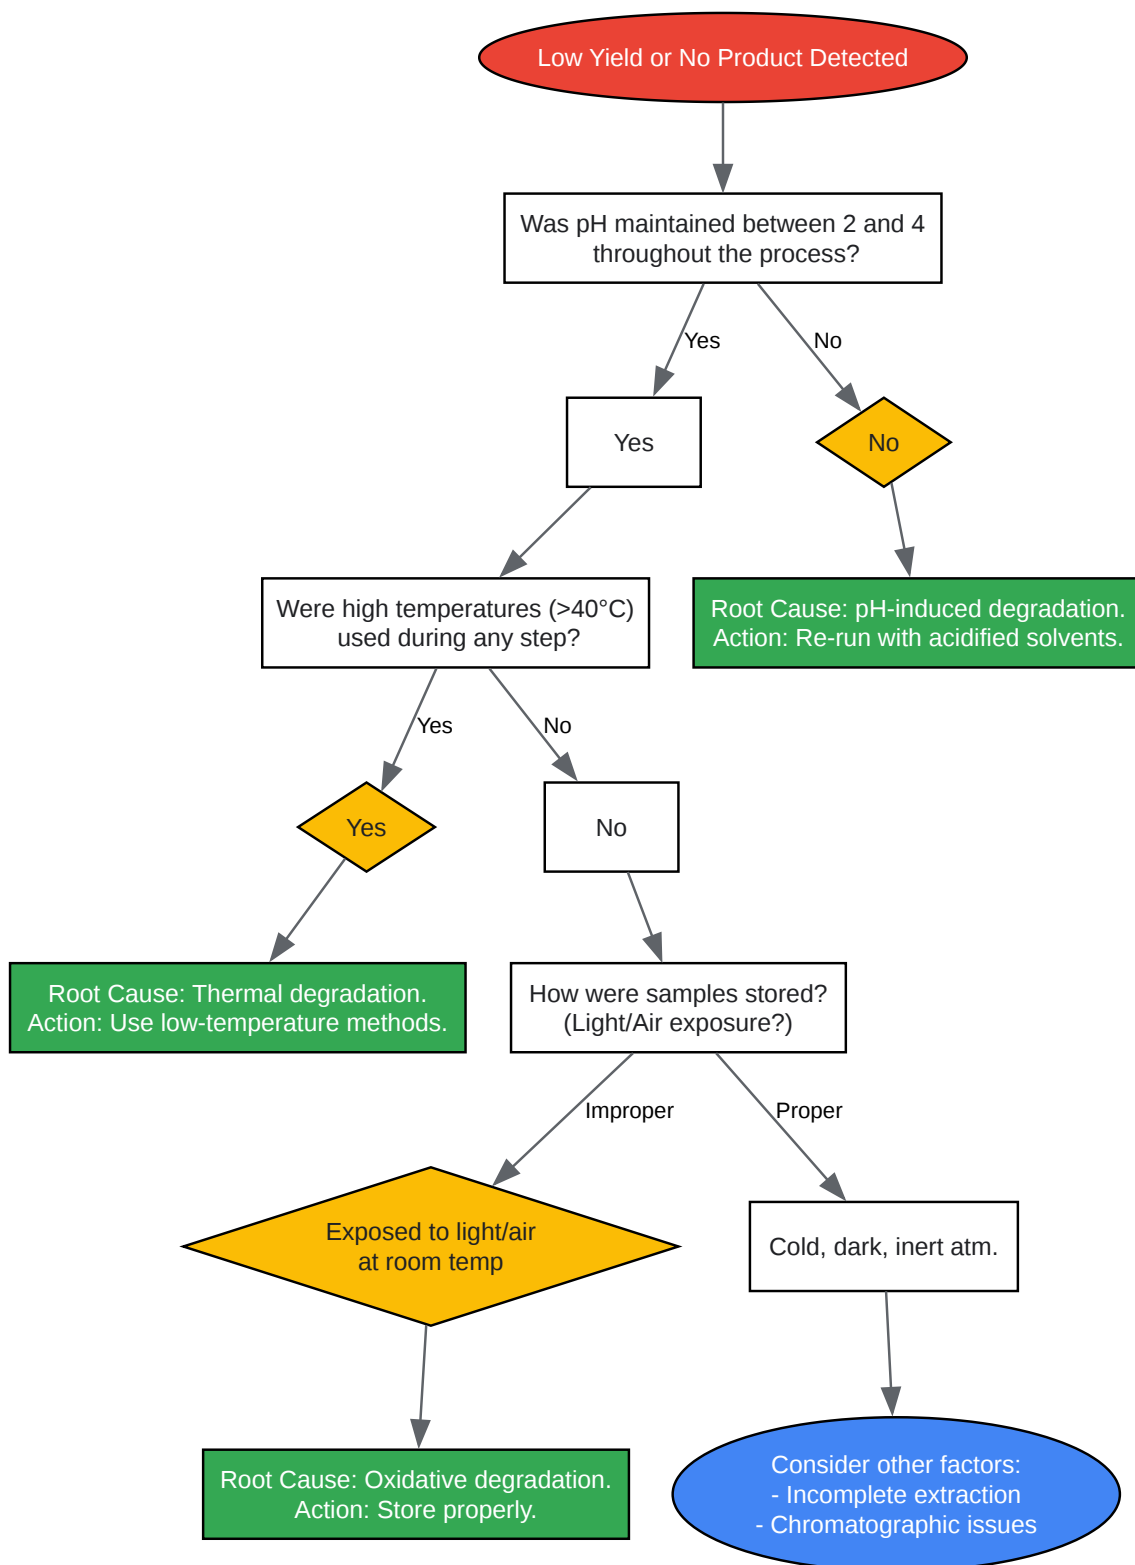 Low Yield or No Product Detected
Was pH maintained between 2 and 4
throughout the process?
Yes
No
Yes
No
Were high temperatures (>40°C)
used during any step?
Root Cause: pH-induced degradation.
Action: Re-run with acidified solvents.
Yes
No
Yes
No
Root Cause: Thermal degradation.
Action: Use low-temperature methods.
How were samples stored?
(Light/Air exposure?)
Improper
Proper
Exposed to light/air
at room temp
Cold, dark, inert atm.
Root Cause: Oxidative degradation.
Action: Store properly.
Consider other factors:
- Incomplete extraction
- Chromatographic issues